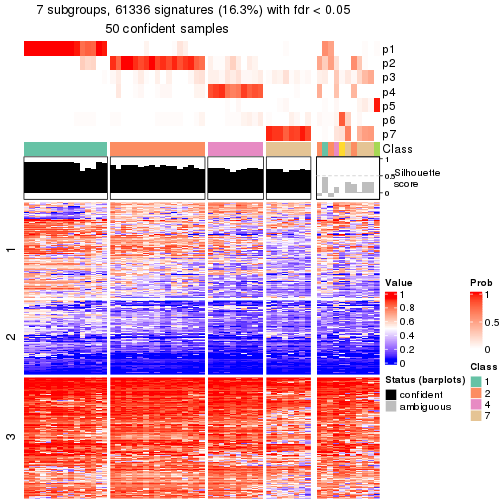 7 subgroups, 61336 signatures (16.3%) with fdr < 0.05
50 confident samples
p1
p2
p3
p4
p5
p6
p7
Class
1
0.5
0
Silhouette
score
1
2
3
Value
1
0.8
0.6
0.4
0.2
0
Prob
1
0.5
0
Status (barplots)
confident
ambiguous
Class
1
2
4
7